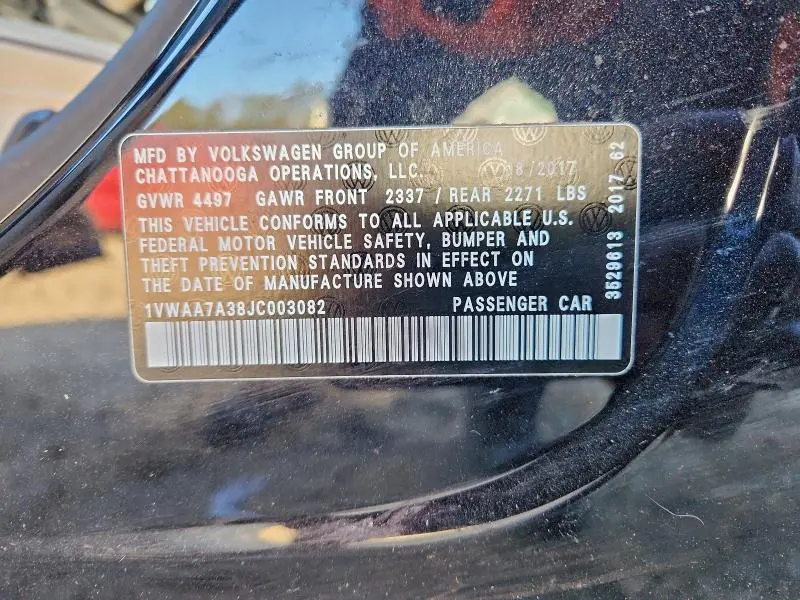 MFD BY VOLKSWAGEN GROUP OF AMERICA
CHATTANOOGA OPERATIONS, LLC. 08/2017
GVWR 4497 GAWR FRONT 2337 / REAR 2271 LBS
THIS VEHICLE CONFORMS TO ALL APPLICABLE U.S.
FEDERAL MOTOR VEHICLE SAFETY, BUMPER AND
THEFT PREVENTION STANDARDS IN EFFECT ON
THE DATE OF MANUFACTURE SHOWN ABOVE
1VWAA7A38JC003082 PASSENGER CAR
3529613 2017 62